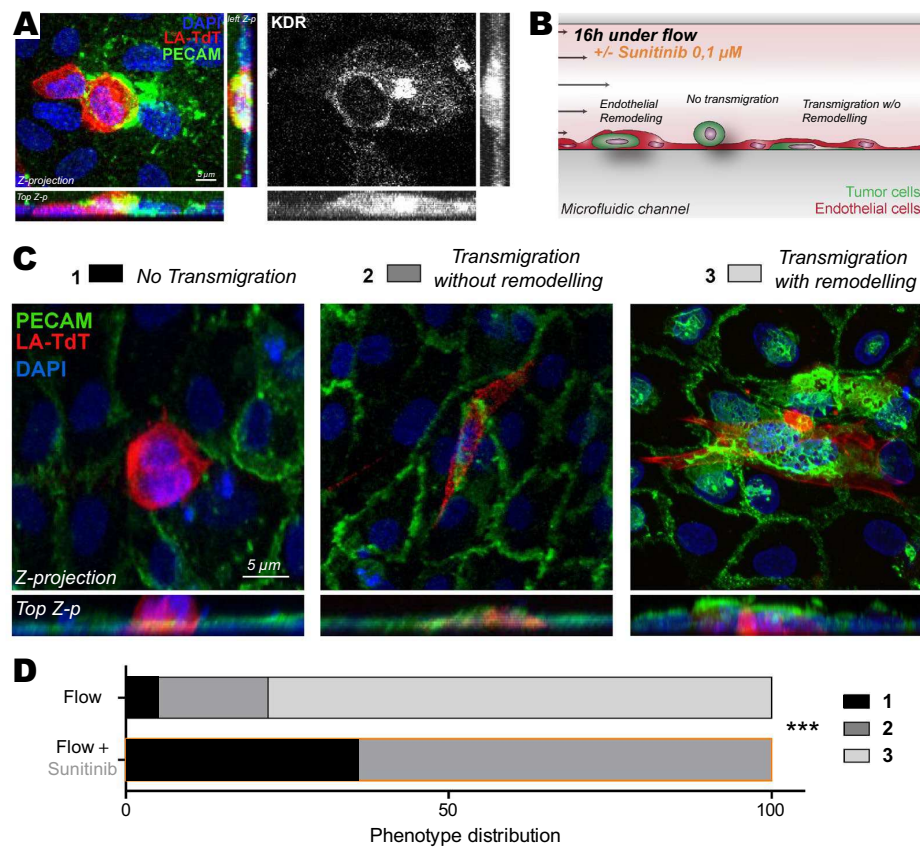 A
DAPI
LA-TdT
PECAM
left Z-p
Z-projection
5 µm
Top Z-p
KDR
B
16h under flow
+/- Sunitinib 0,1 µM
Endothelial
Remodeling
No transmigration
Transmigration w/o
Remodelling
Tumor cells
Microfluidic channel
Endothelial cells
C
1 No Transmigration
2 Transmigration
without remodelling
3 Transmigration
with remodelling
PECAM
LA-TdT
DAPI
Z-projection
5 µm
Top Z-p
D
Flow
Flow +
Sunitinib
0
50
100
Phenotype distribution
***
1
2
3